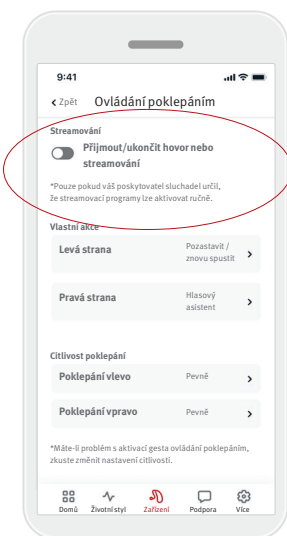 9:41
Zpět Ovládání poklepáním
Streamování
Přijmout/ukončit hovor nebo
streamování
*Pouze pokud váš poskytovatel sluchadel určil,
že streamovací programy lze aktivovat ručně.
Vlastní akce
Levá strana
Pozastavit /
znovu spustit
Pravá strana
Hlasový
asistent
Citlivost poklepání
Poklepání vlevo Pevně
Poklepání vpravo Pevně
*Máte-li problém s aktivací gesta ovládání poklepáním,
zkuste změnit nastavení citlivosti.
Domů Životní styl Zařízení Podpora Více